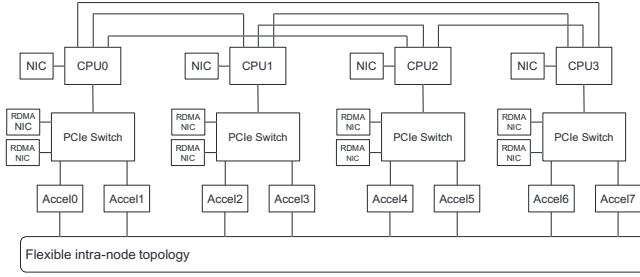 NIC
CPU0
NIC
CPU1
NIC
CPU2
NIC
CPU3
RDMA
NIC
RDMA
NIC
PCIe Switch
RDMA
NIC
RDMA
NIC
PCIe Switch
RDMA
NIC
RDMA
NIC
PCIe Switch
RDMA
NIC
RDMA
NIC
PCIe Switch
Accel0
Accel1
Accel2
Accel3
Accel4
Accel5
Accel6
Accel7
Flexible intra-node topology